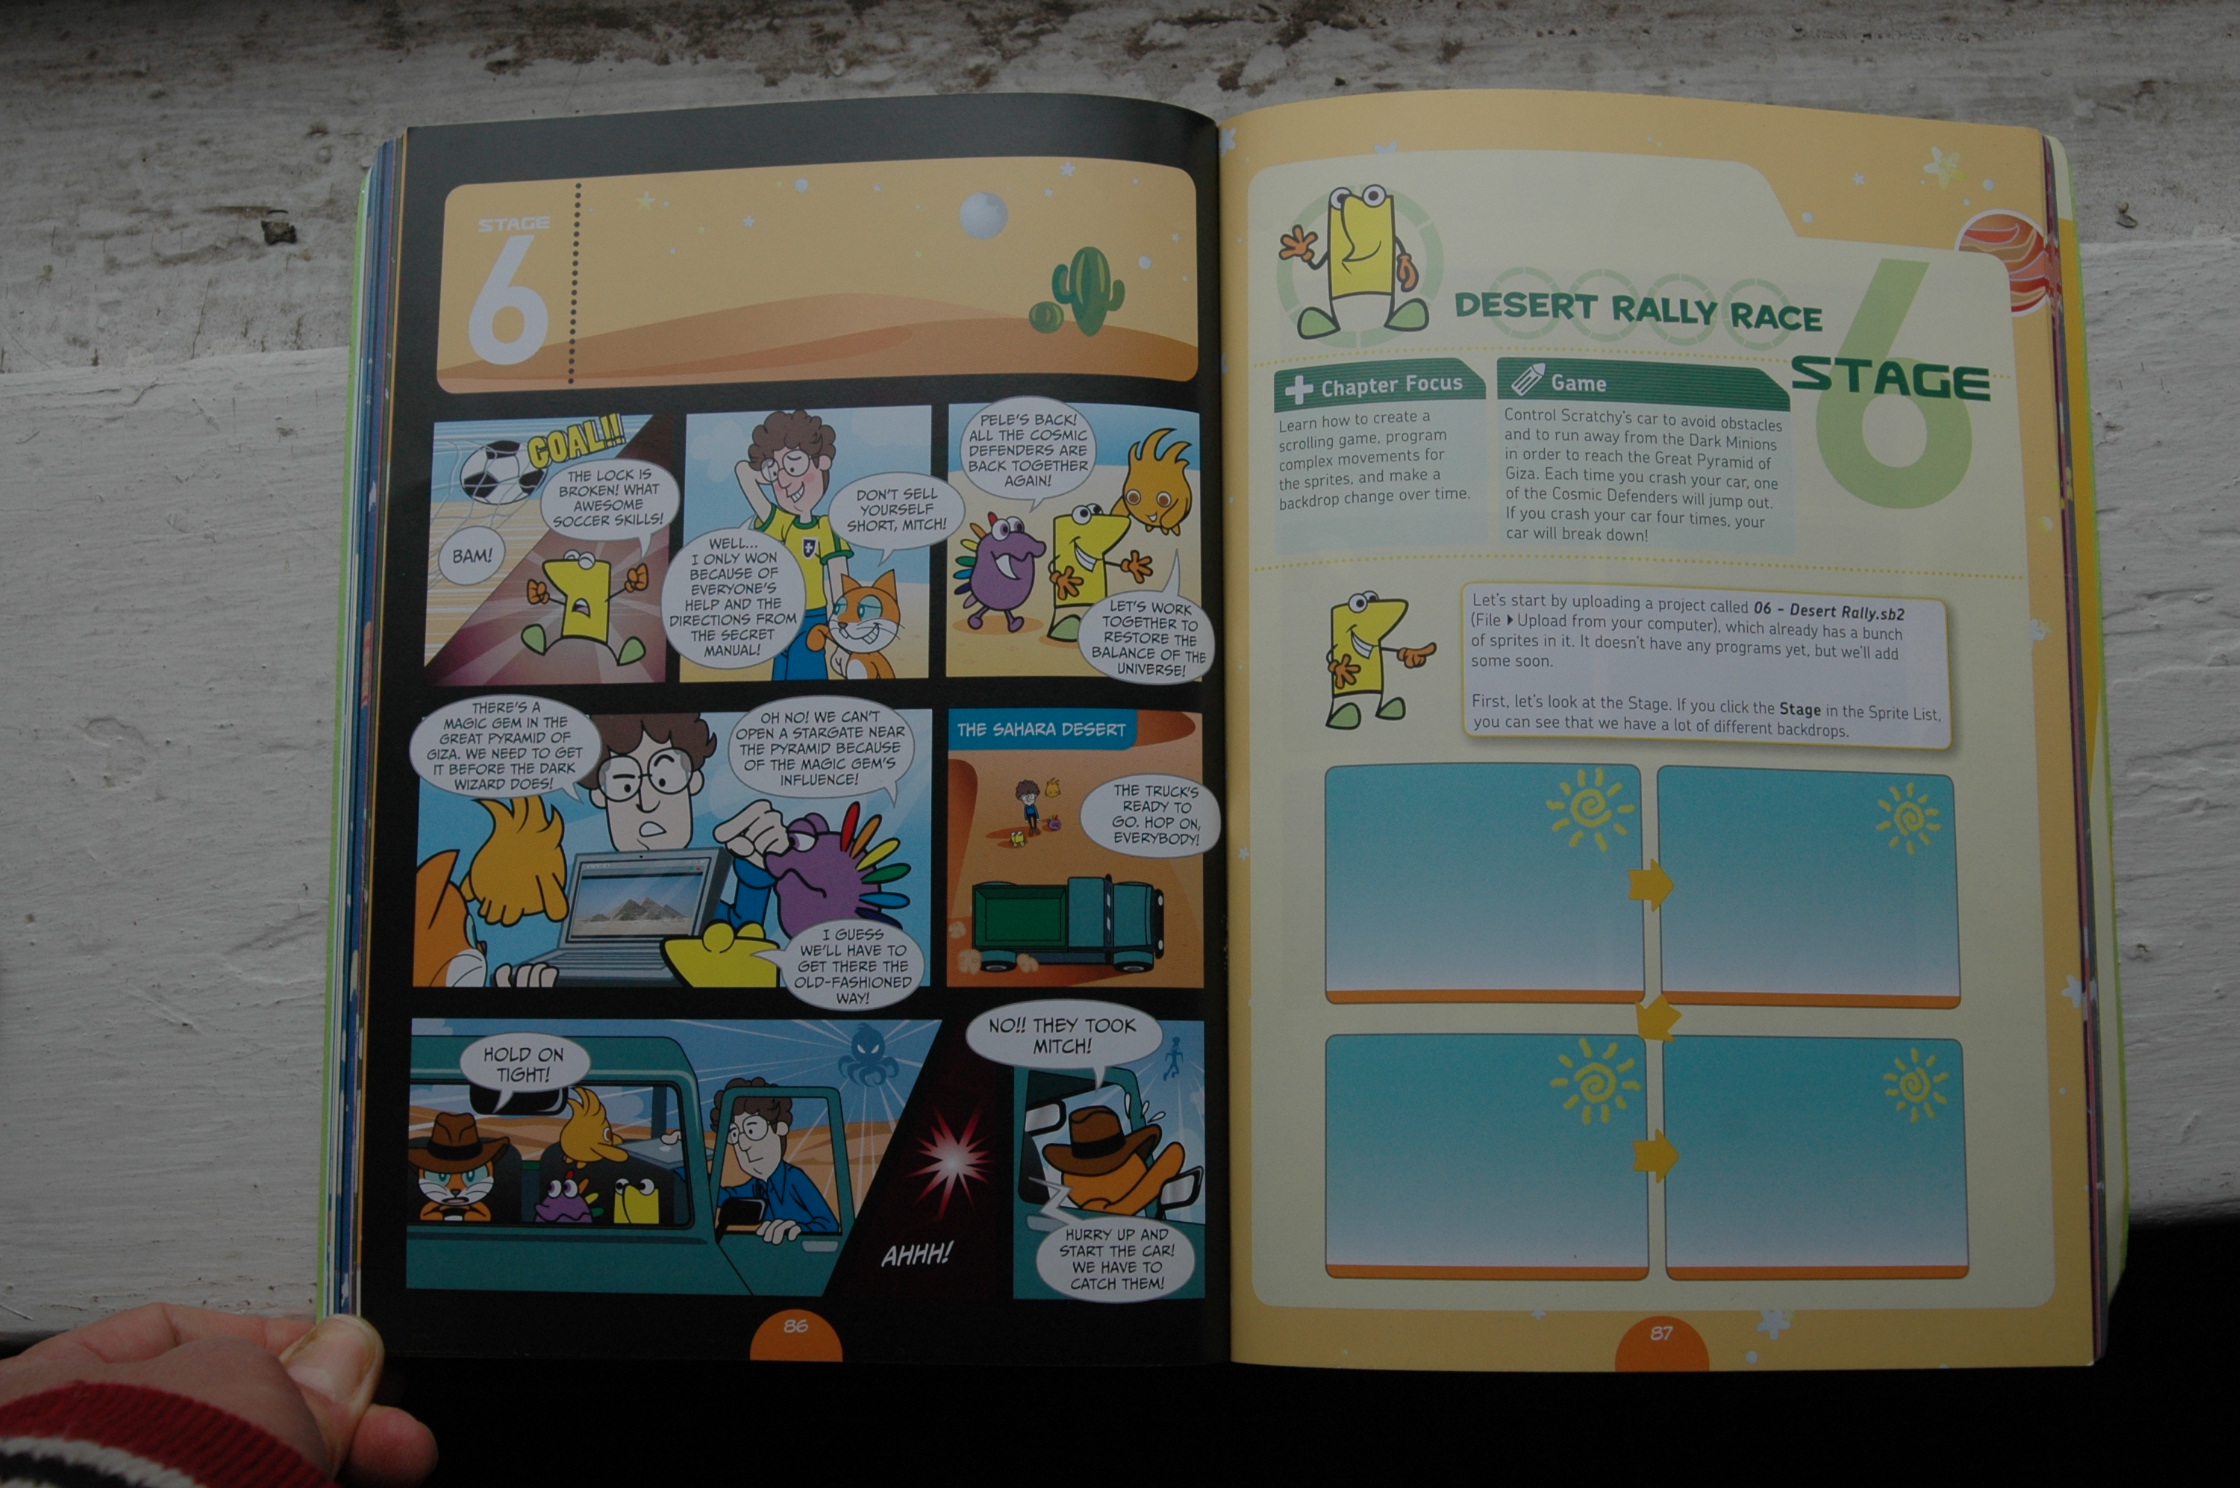 STAGE
6
GOAL!!!
THE LOCK IS
BROKEN! WHAT
AWESOME
SOCCER SKILLS!
BAM!
WELL...
I ONLY WON
BECAUSE OF
EVERYONE'S
HELP AND THE
DIRECTIONS FROM
THE SECRET
MANUAL!
DON'T SELL
YOURSELF
SHORT, MITCH!
PELE'S BACK!
ALL THE COSMIC
DEFENDERS ARE
BACK TOGETHER
AGAIN!
LET'S WORK
TOGETHER TO
RESTORE THE
BALANCE OF THE
UNIVERSE!
THERE'S A
MAGIC GEM IN THE
GREAT PYRAMID OF
GIZA. WE NEED TO GET
IT BEFORE THE DARK
WIZARD DOES!
OH NO! WE CAN'T
OPEN A STARGATE NEAR
THE PYRAMID BECAUSE
OF THE MAGIC GEM'S
INFLUENCE!
I GUESS
WE'LL HAVE TO
GET THERE THE
OLD-FASHIONED
WAY!
THE SAHARA DESERT
THE TRUCK'S
READY TO
GO. HOP ON,
EVERYBODY!
HOLD ON
TIGHT!
AHHH!
NO!! THEY TOOK
MITCH!
HURRY UP AND
START THE CAR!
WE HAVE TO
CATCH THEM!
86
DESERT RALLY RACE
6
STAGE
Chapter Focus
Learn how to create a
scrolling game, program
complex movements for
the sprites, and make a
backdrop change over time.
Game
Control Scratchy's car to avoid obstacles
and to run away from the Dark Minions
in order to reach the Great Pyramid of
Giza. Each time you crash your car, one
of the Cosmic Defenders will jump out.
If you crash your car four times, your
car will break down!
Let's start by uploading a project called 06 - Desert Rally.sb2
(File ▸ Upload from your computer), which already has a bunch
of sprites in it. It doesn't have any programs yet, but we'll add
some soon.
First, let's look at the Stage. If you click the Stage in the Sprite List,
you can see that we have a lot of different backdrops.
87